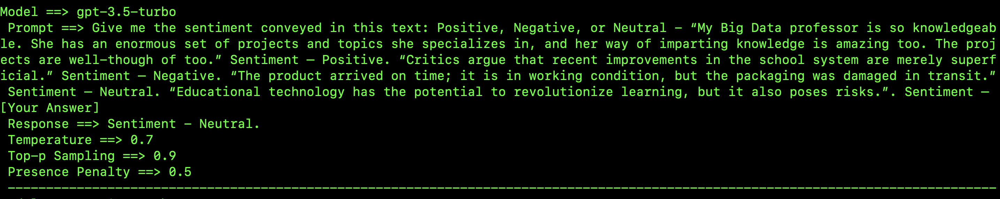 Model ==> gpt-3.5-turbo
Prompt ==> Give me the sentiment conveyed in this text: Positive, Negative, or Neutral – “My Big Data professor is so knowledgeab
le. She has an enormous set of projects and topics she specializes in, and her way of imparting knowledge is amazing too. The proj
ects are well-though of too.” Sentiment – Positive. “Critics argue that recent improvements in the school system are merely superf
icial.” Sentiment – Negative. “The product arrived on time; it is in working condition, but the packaging was damaged in transit.”
Sentiment – Neutral. “Educational technology has the potential to revolutionize learning, but it also poses risks.”. Sentiment –
[Your Answer]
Response ==> Sentiment - Neutral.
Temperature ==> 0.7
Top-p Sampling ==> 0.9
Presence Penalty ==> 0.5
--------------------------------------------------------------------------------------------------------------------------------